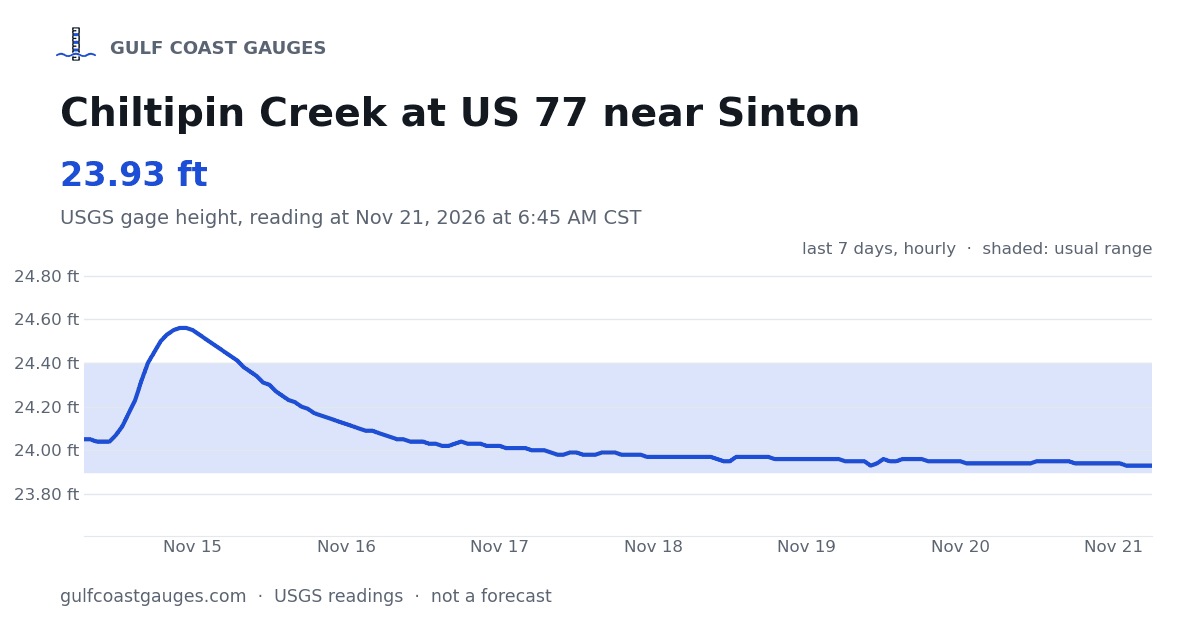 GULF COAST GAUGES
Chiltipin Creek at US 77 near Sinton
23.93 ft
USGS gage height, reading at Nov 21, 2026 at 6:45 AM CST
last 7 days, hourly · shaded: usual range
24.80 ft
24.60 ft
24.40 ft
24.20 ft
24.00 ft
23.80 ft
Nov 15 Nov 16 Nov 17 Nov 18 Nov 19 Nov 20 Nov 21
gulfcoastgauges.com · USGS readings · not a forecast